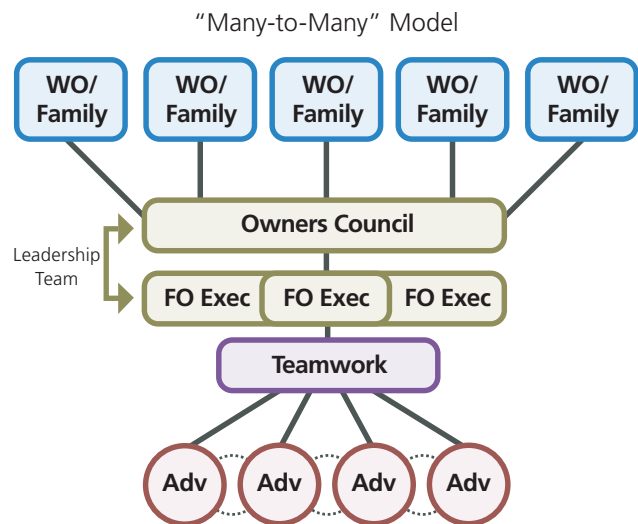 “Many-to-Many” Model
WO/
Family
WO/
Family
WO/
Family
WO/
Family
WO/
Family
Owners Council
Leadership
Team
FO Exec
FO Exec
FO Exec
Teamwork
Adv
Adv
Adv
Adv